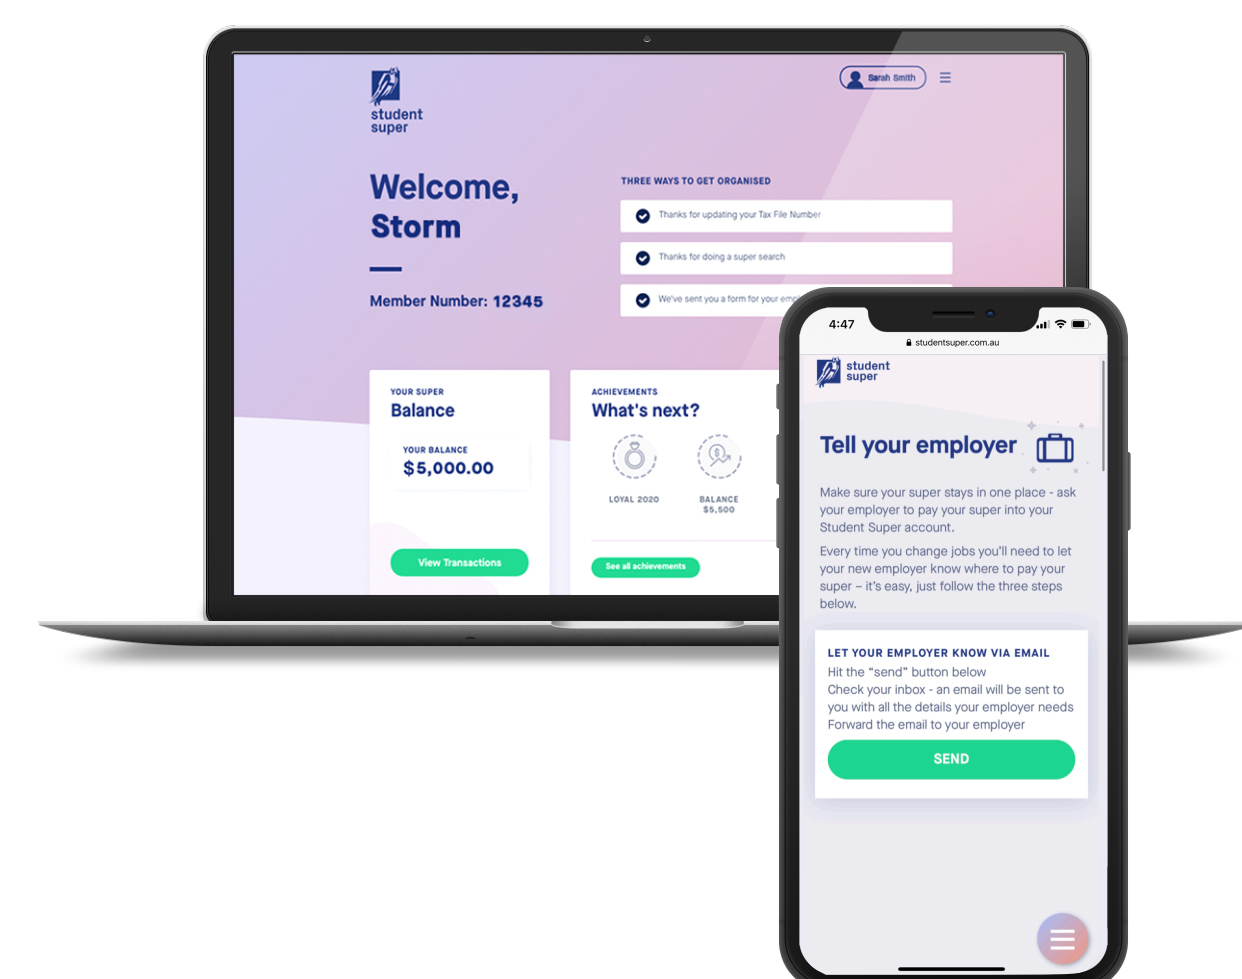 student
super
Sarah Smith
Welcome,
Storm
Member Number: 12345
THREE WAYS TO GET ORGANISED
Thanks for updating your Tax File Number
Thanks for doing a super search
We've sent you a form for your
YOUR SUPER
Balance
YOUR BALANCE
$5,000.00
View Transactions
ACHIEVEMENTS
What's next?
LOYAL 2020
BALANCE
$5,500
See all achievements
4:47
studentsuper.com.au
student
super
Tell your employer
Make sure your super stays in one place - ask
your employer to pay your super into your
Student Super account.
Every time you change jobs you'll need to let
your new employer know where to pay your
super – it's easy, just follow the three steps
below.
LET YOUR EMPLOYER KNOW VIA EMAIL
Hit the “send” button below
Check your inbox - an email will be sent to
you with all the details your employer needs
Forward the email to your employer
SEND